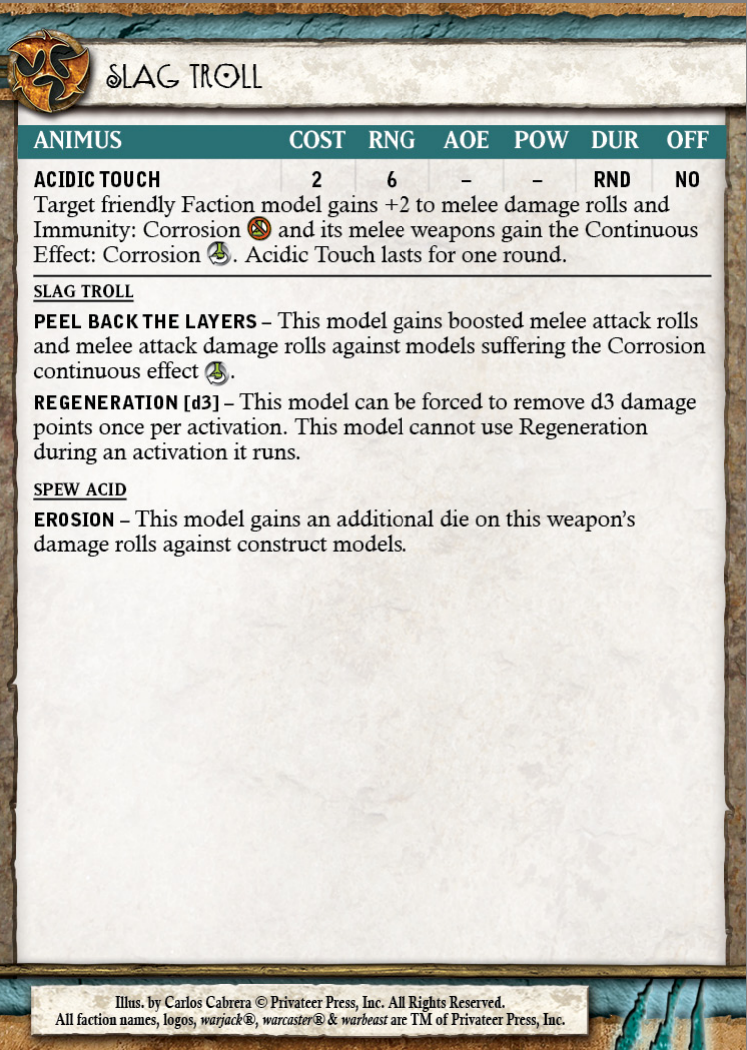 SLAG TROLL
ANIMUS COST RNG AOE POW DUR OFF
ACIDIC TOUCH 2 6 – – RND NO
Target friendly Faction model gains +2 to melee damage rolls and
Immunity: Corrosion and its melee weapons gain the Continuous
Effect: Corrosion . Acidic Touch lasts for one round.
SLAG TROLL
PEEL BACK THE LAYERS – This model gains boosted melee attack rolls
and melee attack damage rolls against models suffering the Corrosion
continuous effect .
REGENERATION [d3] – This model can be forced to remove d3 damage
points once per activation. This model cannot use Regeneration
during an activation it runs.
SPEW ACID
EROSION – This model gains an additional die on this weapon’s
damage rolls against construct models.
Illus. by Carlos Cabrera © Privateer Press, Inc. All Rights Reserved.
All faction names, logos, warjack®, warcaster® & warbeast are TM of Privateer Press, Inc.